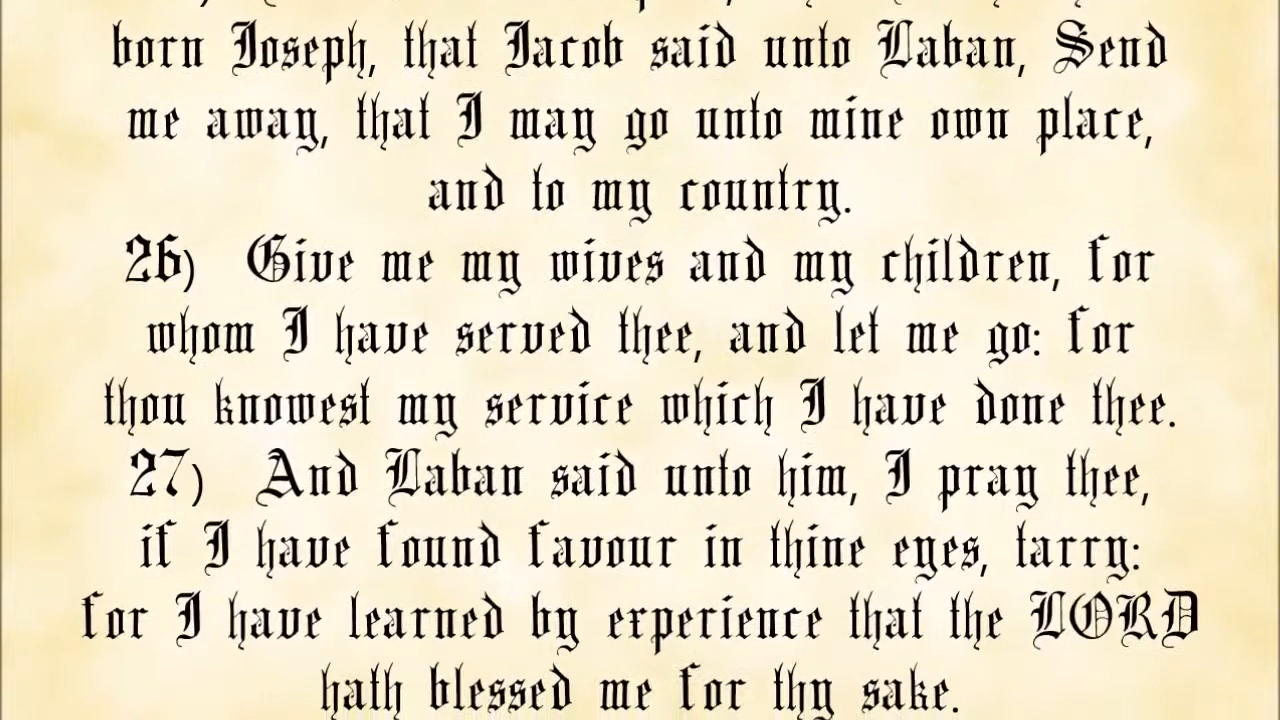 born Joseph, that Jacob said unto Laban, Send
me away, that I may go unto mine own place,
and to my country.
26) Give me my wives and my children, for
whom I have served thee, and let me go: for
thou knowest my service which I have done thee.
27) And Laban said unto him, I pray thee,
if I have found favour in thine eyes, tarry:
for I have learned by experience that the LORD
hath blessed me for thy sake.